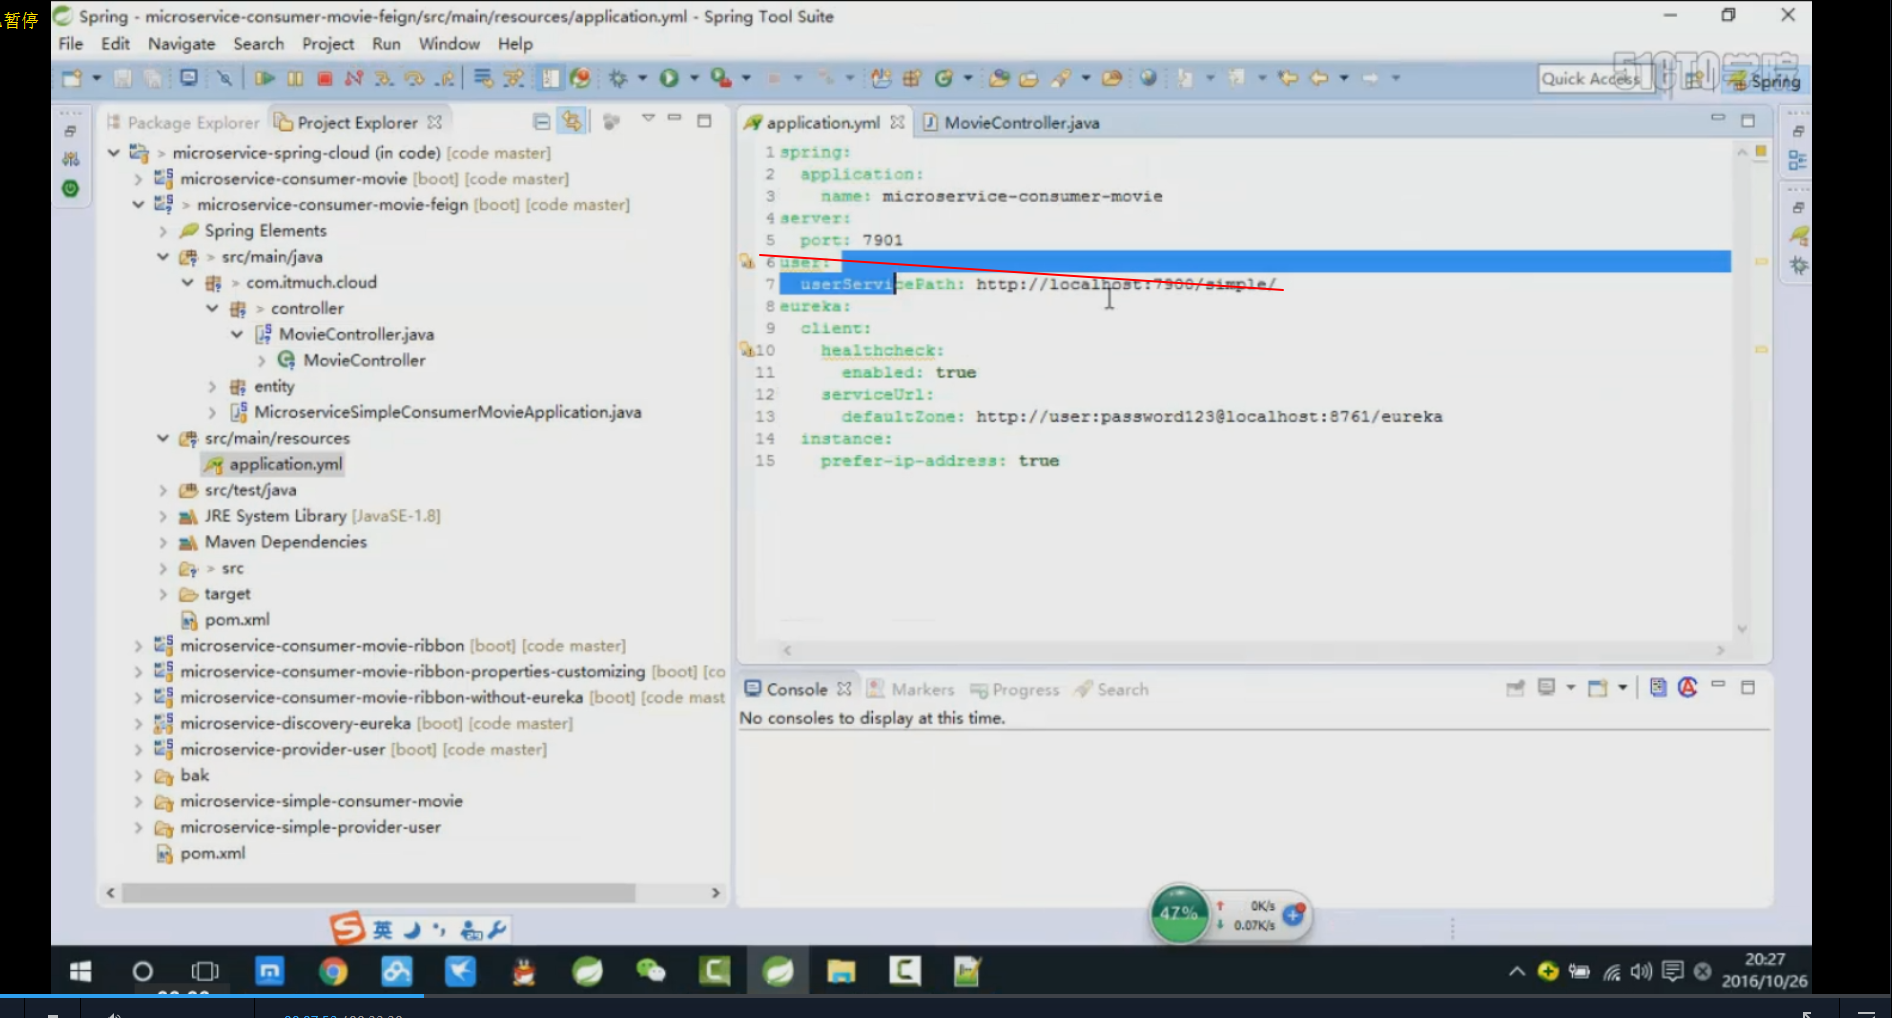 暂停
Spring - microservice-consumer-movie-feign/src/main/resources/application.yml - Spring Tool Suite
File Edit Navigate Search Project Run Window Help
Quick Access
Spring
Package Explorer
Project Explorer
microservice-spring-cloud (in code) [code master]
microservice-consumer-movie [boot] [code master]
> microservice-consumer-movie-feign [boot] [code master]
Spring Elements
> src/main/java
> com.itmuch.cloud
> controller
MovieController.java
MovieController
entity
MicroserviceSimpleConsumerMovieApplication.java
src/main/resources
application.yml
src/test/java
JRE System Library [JavaSE-1.8]
Maven Dependencies
> src
target
pom.xml
microservice-consumer-movie-ribbon [boot] [code master]
microservice-consumer-movie-ribbon-properties-customizing [boot] [co
microservice-consumer-movie-ribbon-without-eureka [boot] [code mast
microservice-discovery-eureka [boot] [code master]
microservice-provider-user [boot] [code master]
bak
microservice-simple-consumer-movie
microservice-simple-provider-user
pom.xml
application.yml
MovieController.java
1 spring:
2 application:
3 name: microservice-consumer-movie
4 server:
5 port: 7901
6 user:
7 userServicePath: http://localhost:7900/simple/
8 eureka:
9 client:
10 healthcheck:
11 enabled: true
12 serviceUrl:
13 defaultZone: http://user:password123@localhost:8761/eureka
14 instance:
15 prefer-ip-address: true
Console Markers Progress Search
No consoles to display at this time.
47%
0K/s
0.07K/s
英
20:27
2016/10/26